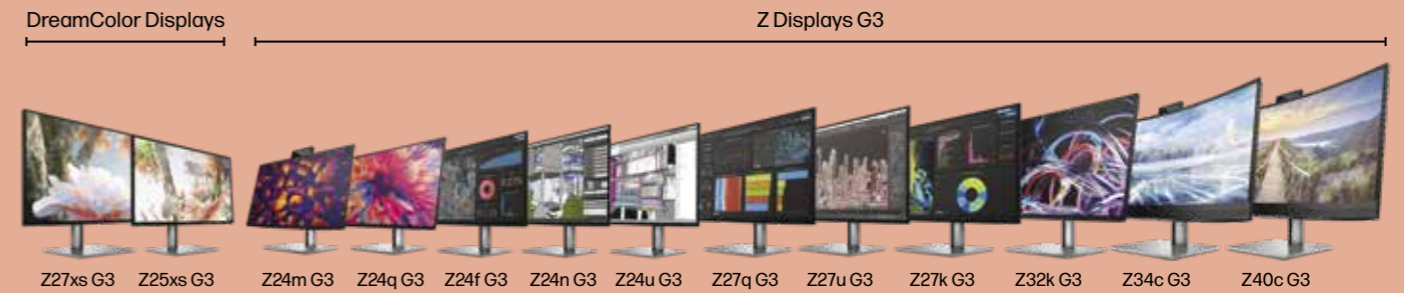 DreamColor Displays
Z Displays G3
Z27xs G3
Z25xs G3
Z24m G3
Z24q G3
Z24f G3
Z24n G3
Z24u G3
Z27q G3
Z27u G3
Z27k G3
Z32k G3
Z34c G3
Z40c G3